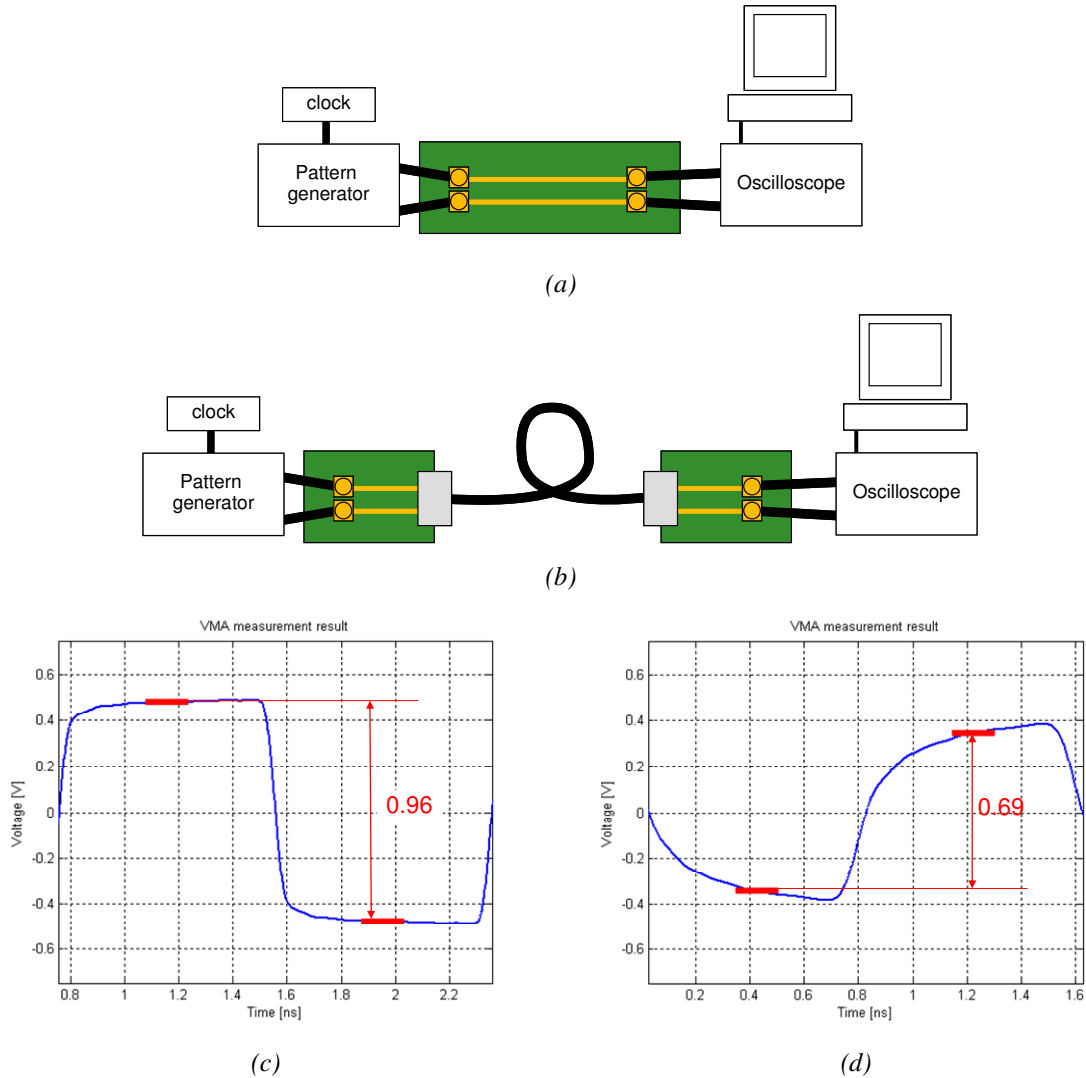 clock
Pattern
generator
Oscilloscope
(a)
clock
Pattern
generator
Oscilloscope
(b)
VMA measurement result
0.6
0.4
0.2
0
-0.2
-0.4
-0.6
Voltage [V]
0.96
0.8 1 1.2 1.4 1.6 1.8 2 2.2
Time [ns]
(c)
VMA measurement result
0.6
0.4
0.2
0
-0.2
-0.4
-0.6
Voltage [V]
0.69
0.2 0.4 0.6 0.8 1 1.2 1.4 1.6
Time [ns]
(d)